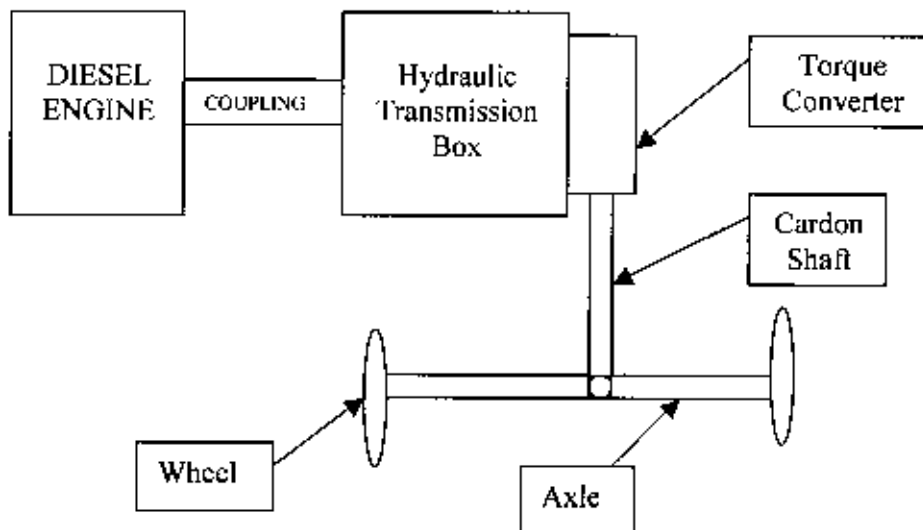 DIESEL
ENGINE
COUPLING
Hydraulic
Transmission
Box
Torque
Converter
Cardon
Shaft
Wheel
Axle